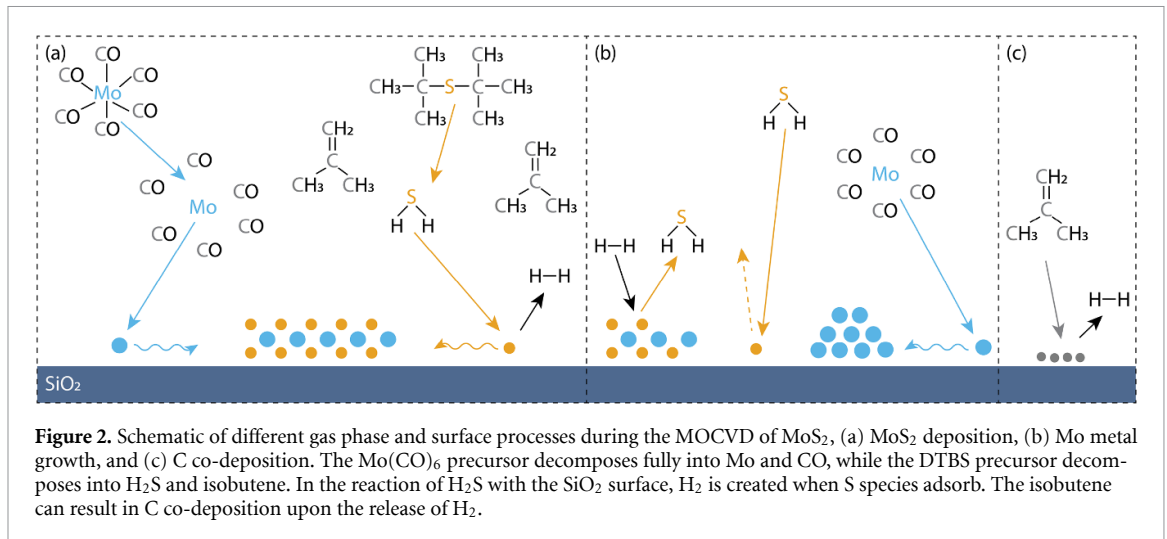 (a)
CO
CO
CO
Mo
CO
CO
CO
CH₃ CH₃
CH₃—C—S—C—CH₃
CH₃ CH₃
CH₂
C
CH₃ CH₃
CH₂
C
CH₃ CH₃
CO
CO
CO
Mo
CO
CO
CO
S
H H
H—H
SiO₂
(b)
S
H H
CO
CO
CO
Mo
CO
CO
CO
S
H—H
H H
(c)
CH₂
C
CH₃ CH₃
H—H
Figure 2. Schematic of different gas phase and surface processes during the MOCVD of MoS₂, (a) MoS₂ deposition, (b) Mo metal
growth, and (c) C co-deposition. The Mo(CO)₆ precursor decomposes fully into Mo and CO, while the DTBS precursor decom-
poses into H₂S and isobutene. In the reaction of H₂S with the SiO₂ surface, H₂ is created when S species adsorb. The isobutene
can result in C co-deposition upon the release of H₂.